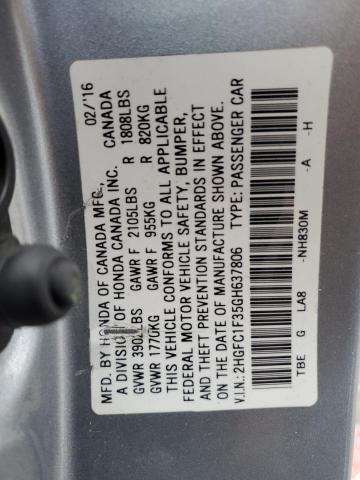 MFD. BY HONDA OF CANADA MFG., 02/'16
A DIVISION OF HONDA CANADA INC. CANADA
GVWR LBS GAWR F 2105LBS R 1808LBS
GVWR 1770KG GAWR F 955KG R 820KG
THIS VEHICLE CONFORMS TO ALL APPLICABLE
FEDERAL MOTOR VEHICLE SAFETY, BUMPER,
AND THEFT PREVENTION STANDARDS IN EFFECT
ON THE DATE OF MANUFACTURE SHOWN ABOVE.
V.I.N.: 2HGFC1F35GH637806 TYPE: PASSENGER CAR
TBE G LA8 -NH830M -A -H